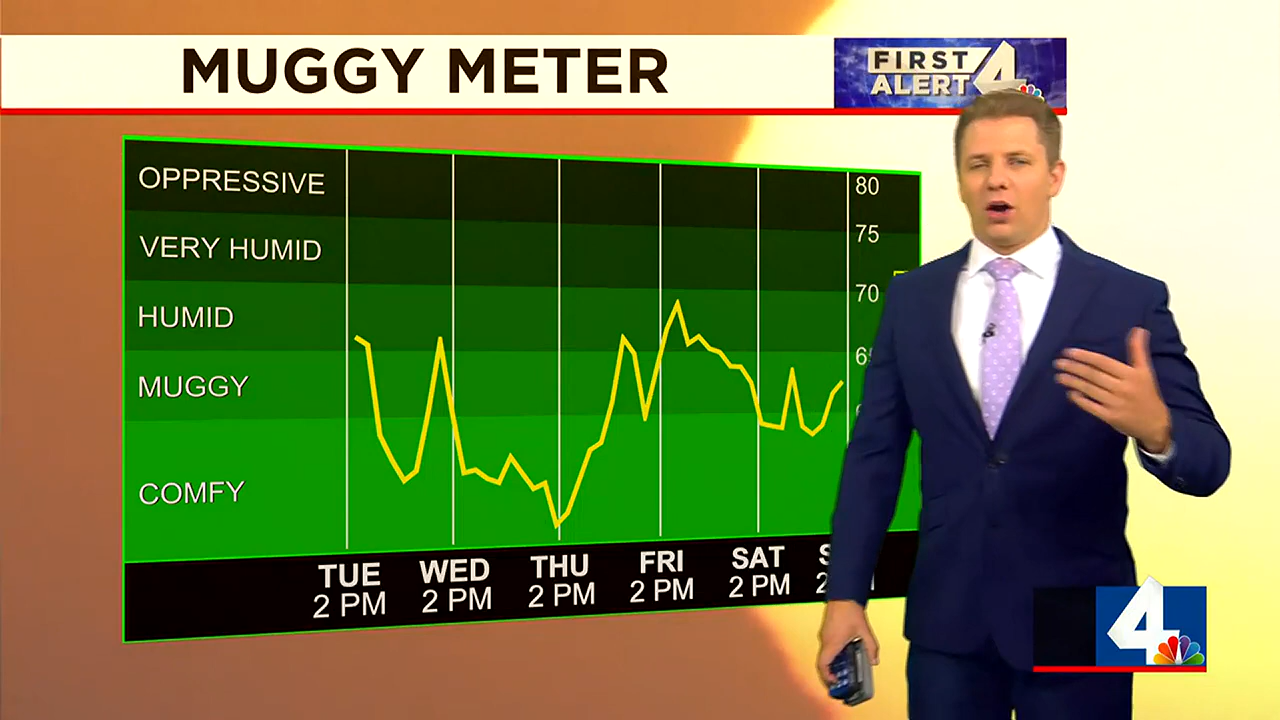 MUGGY METER
FIRST
ALERT 4
OPPRESSIVE
80
VERY HUMID
75
70
HUMID
MUGGY
COMFY
TUE WED THU FRI SAT
2 PM 2 PM 2 PM 2 PM 2 PM
4